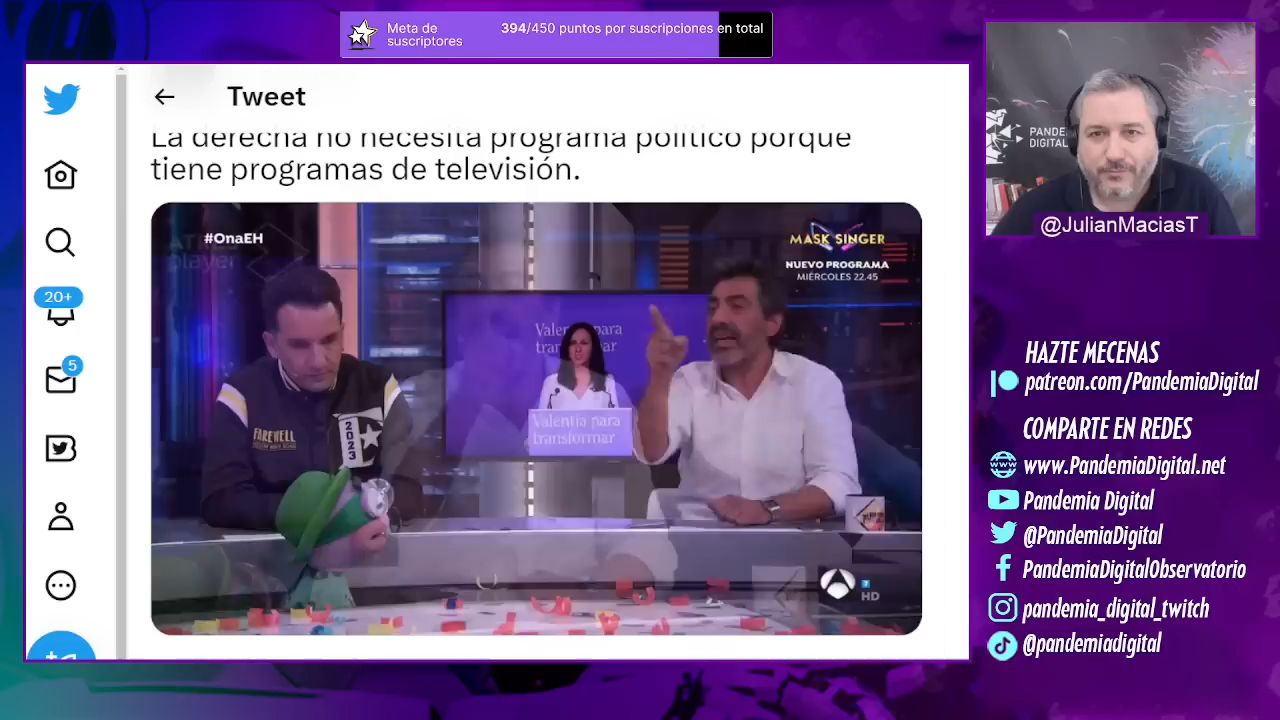 Meta de
suscriptores
394/450 puntos por suscripciones en total
Tweet
La derecha no necesita programa político porque
tiene programas de televisión.
20+
5
#OnaEH
MASK SINGER
NUEVO PROGRAMA
MIÉRCOLES 22.45
Valentía para
transformar
Valentía para
transformar
FAREWELL
2023
7
HD
PANDE
DIGITAL
@JulianMaciasT
HAZTE MECENAS
patreon.com/PandemiaDigital
COMPARTE EN REDES
www.PandemiaDigital.net
Pandemia Digital
@PandemiaDigital
PandemiaDigitalObservatorio
pandemia_digital_twitch
@pandemiadigital